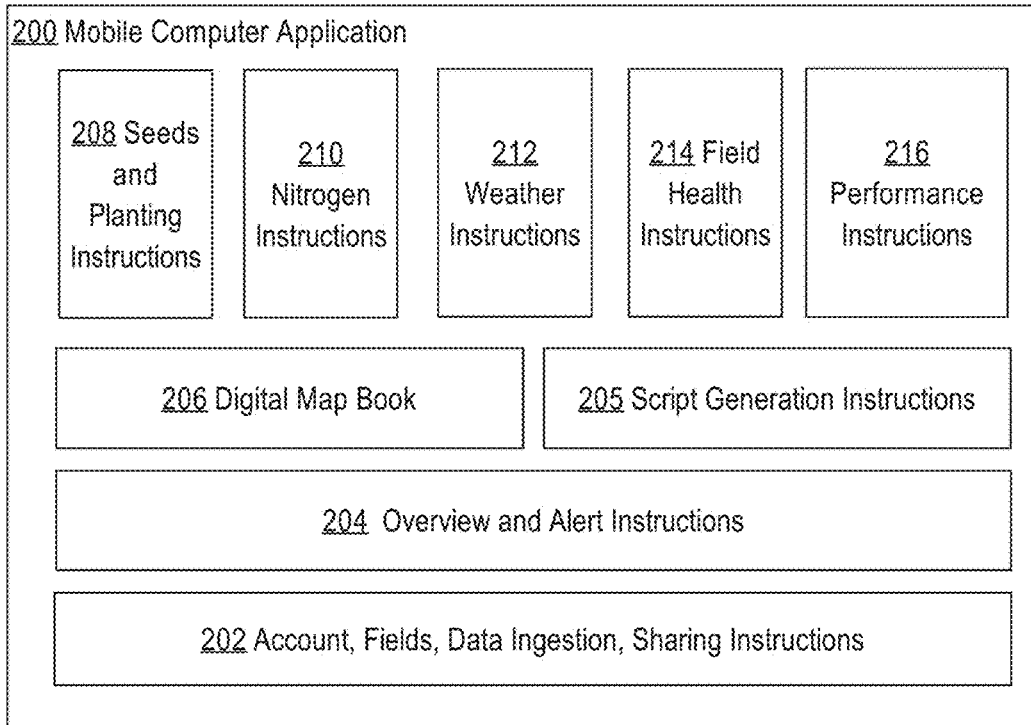 200 Mobile Computer Application
208 Seeds
and
Planting
Instructions
210
Nitrogen
Instructions
212
Weather
Instructions
214 Field
Health
Instructions
216
Performance
Instructions
206 Digital Map Book
205 Script Generation Instructions
204 Overview and Alert Instructions
202 Account, Fields, Data Ingestion, Sharing Instructions